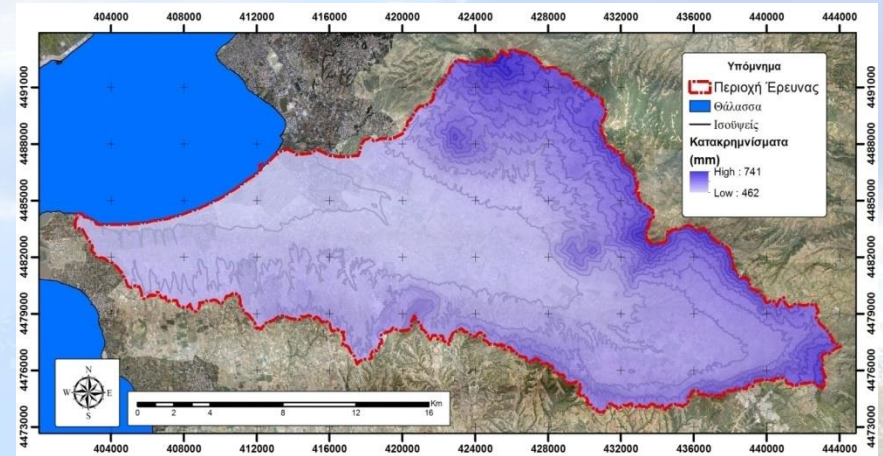 404000 408000 412000 416000 420000 424000 428000 432000 436000 440000 444000
4491000 4491000
4488000 4488000
4485000 4485000
4482000 4482000
4479000 4479000
4476000 4476000
4473000 4473000
Υπόμνημα
Περιοχή Έρευνας
Θάλασσα
Ισοϋψείς
Κατακρημνίσματα
(mm)
High : 741
Low : 462
N
W E
S
Km
0 2 4 8 12 16
404000 408000 412000 416000 420000 424000 428000 432000 436000 440000 444000